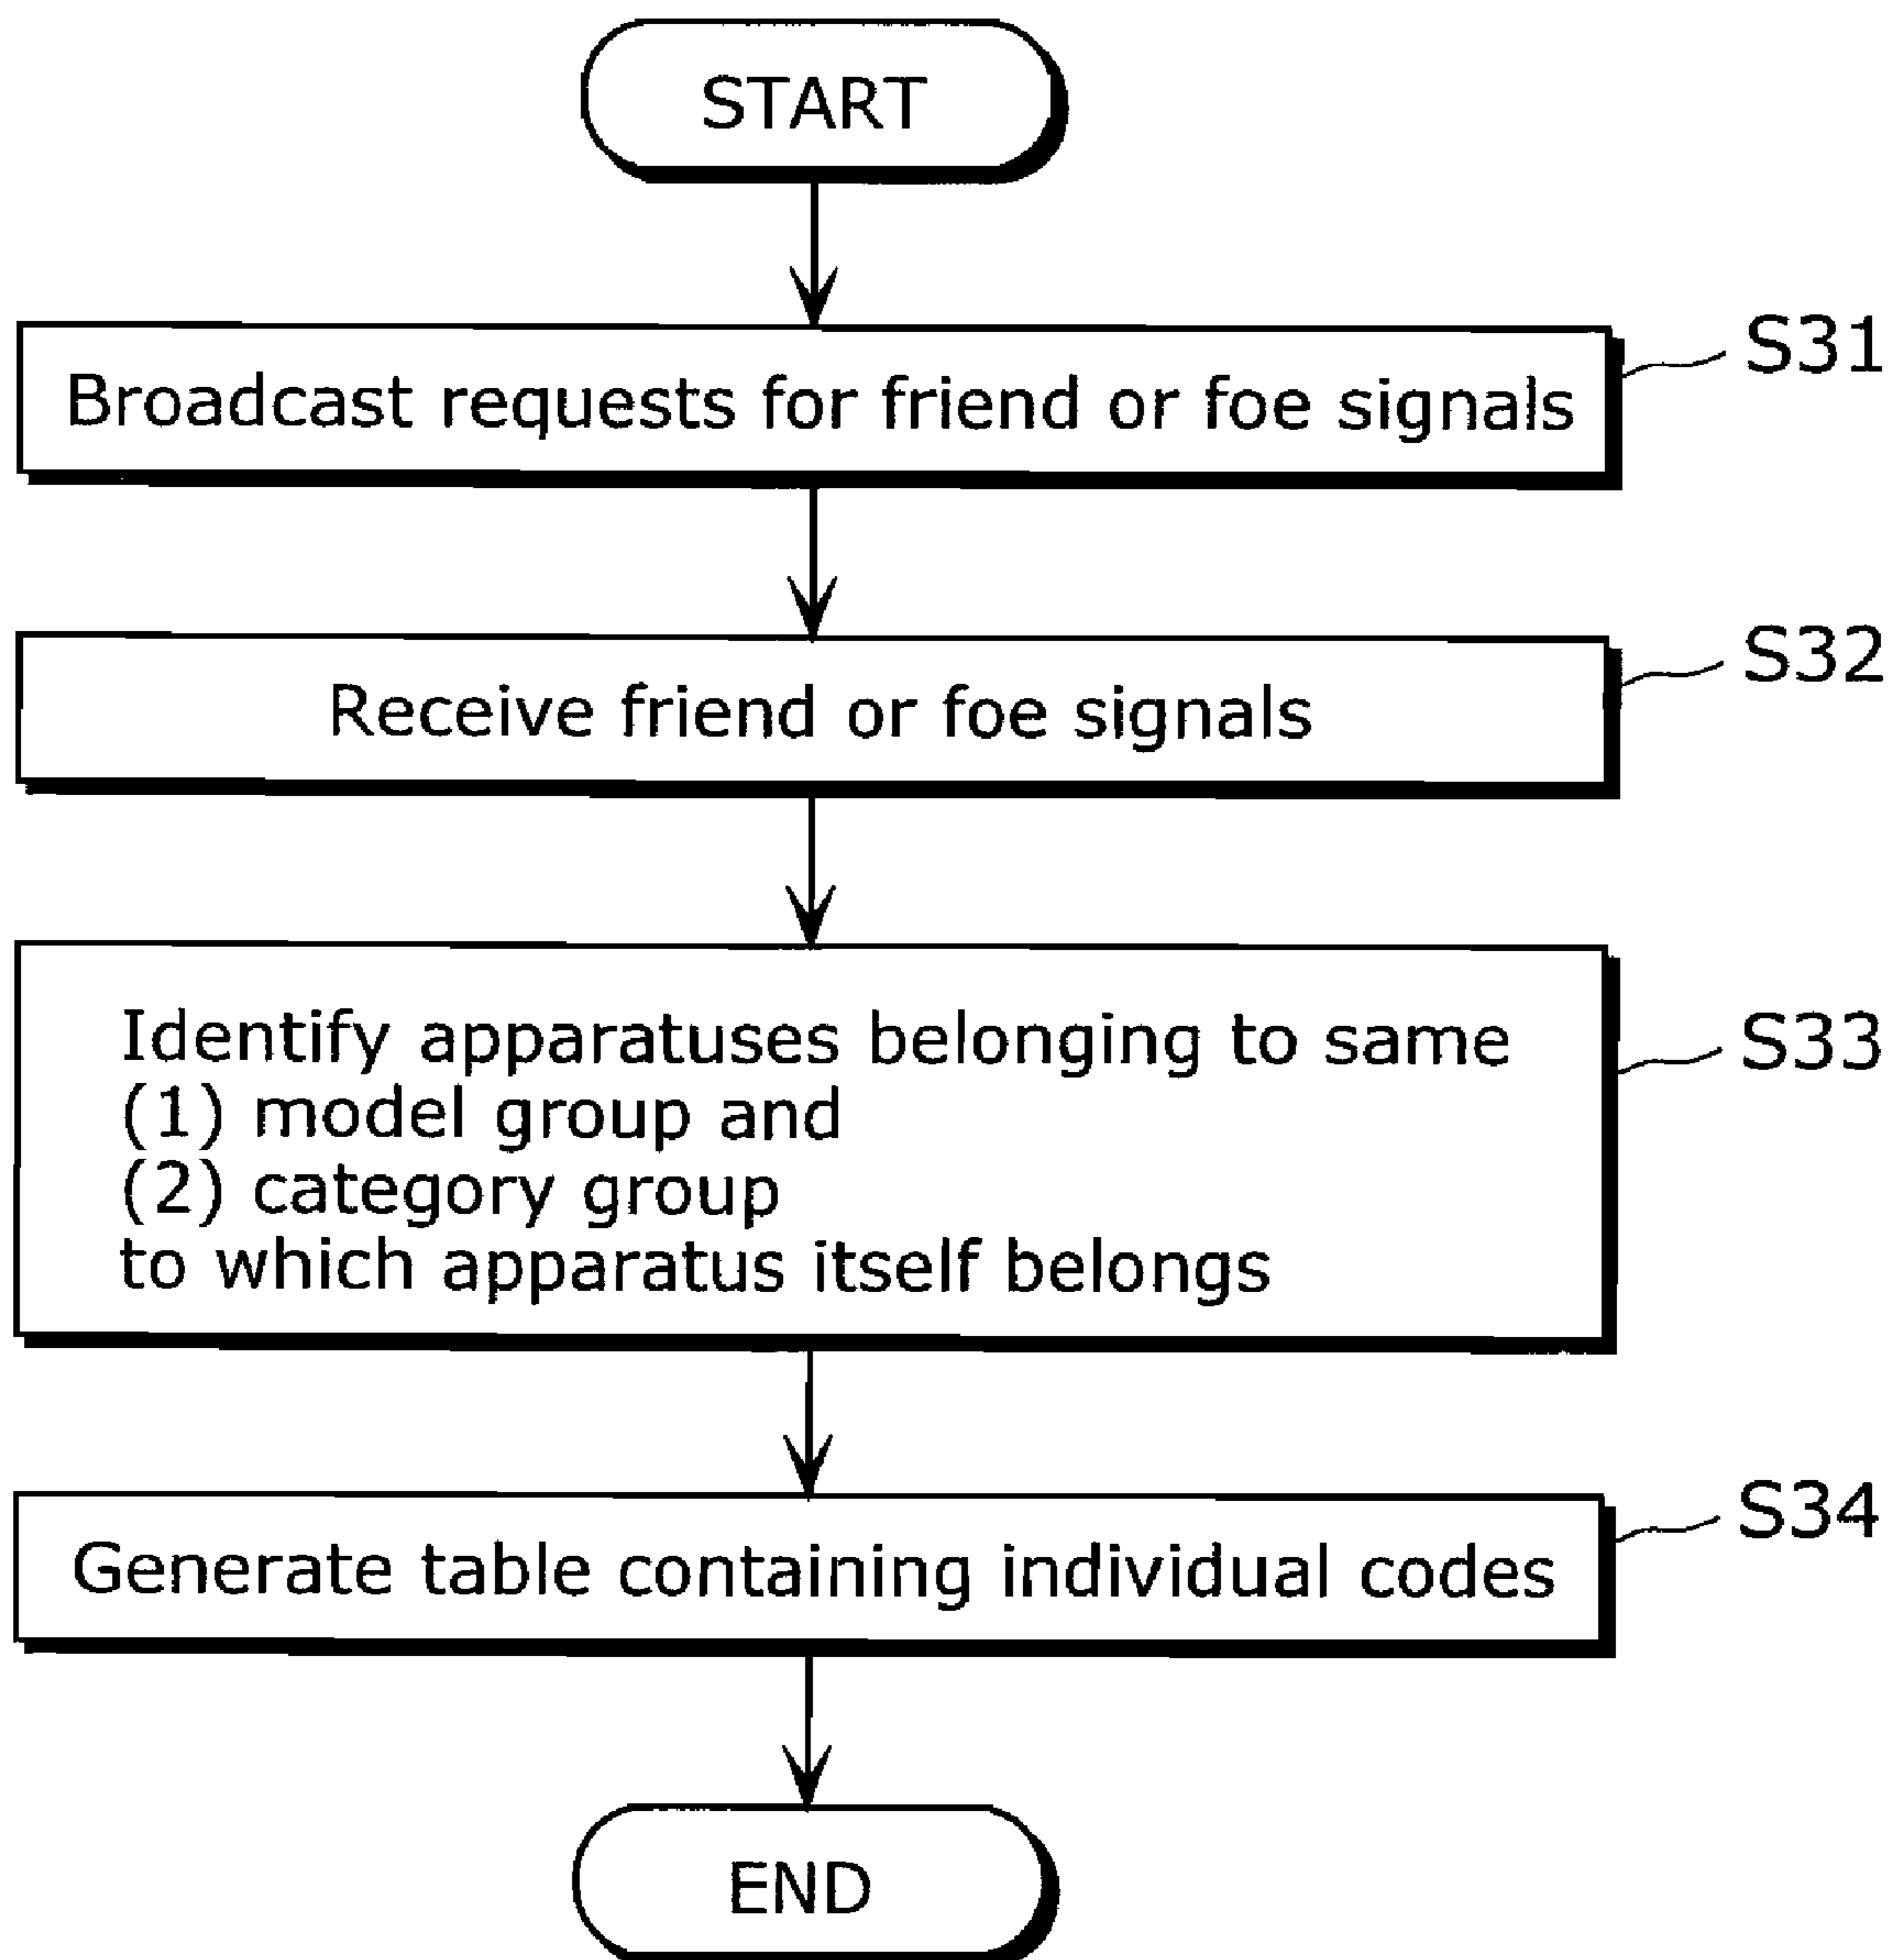 START
Broadcast requests for friend or foe signals
S31
Receive friend or foe signals
S32
Identify apparatuses belonging to same
(1) model group and
(2) category group
to which apparatus itself belongs
S33
Generate table containing individual codes
S34
END